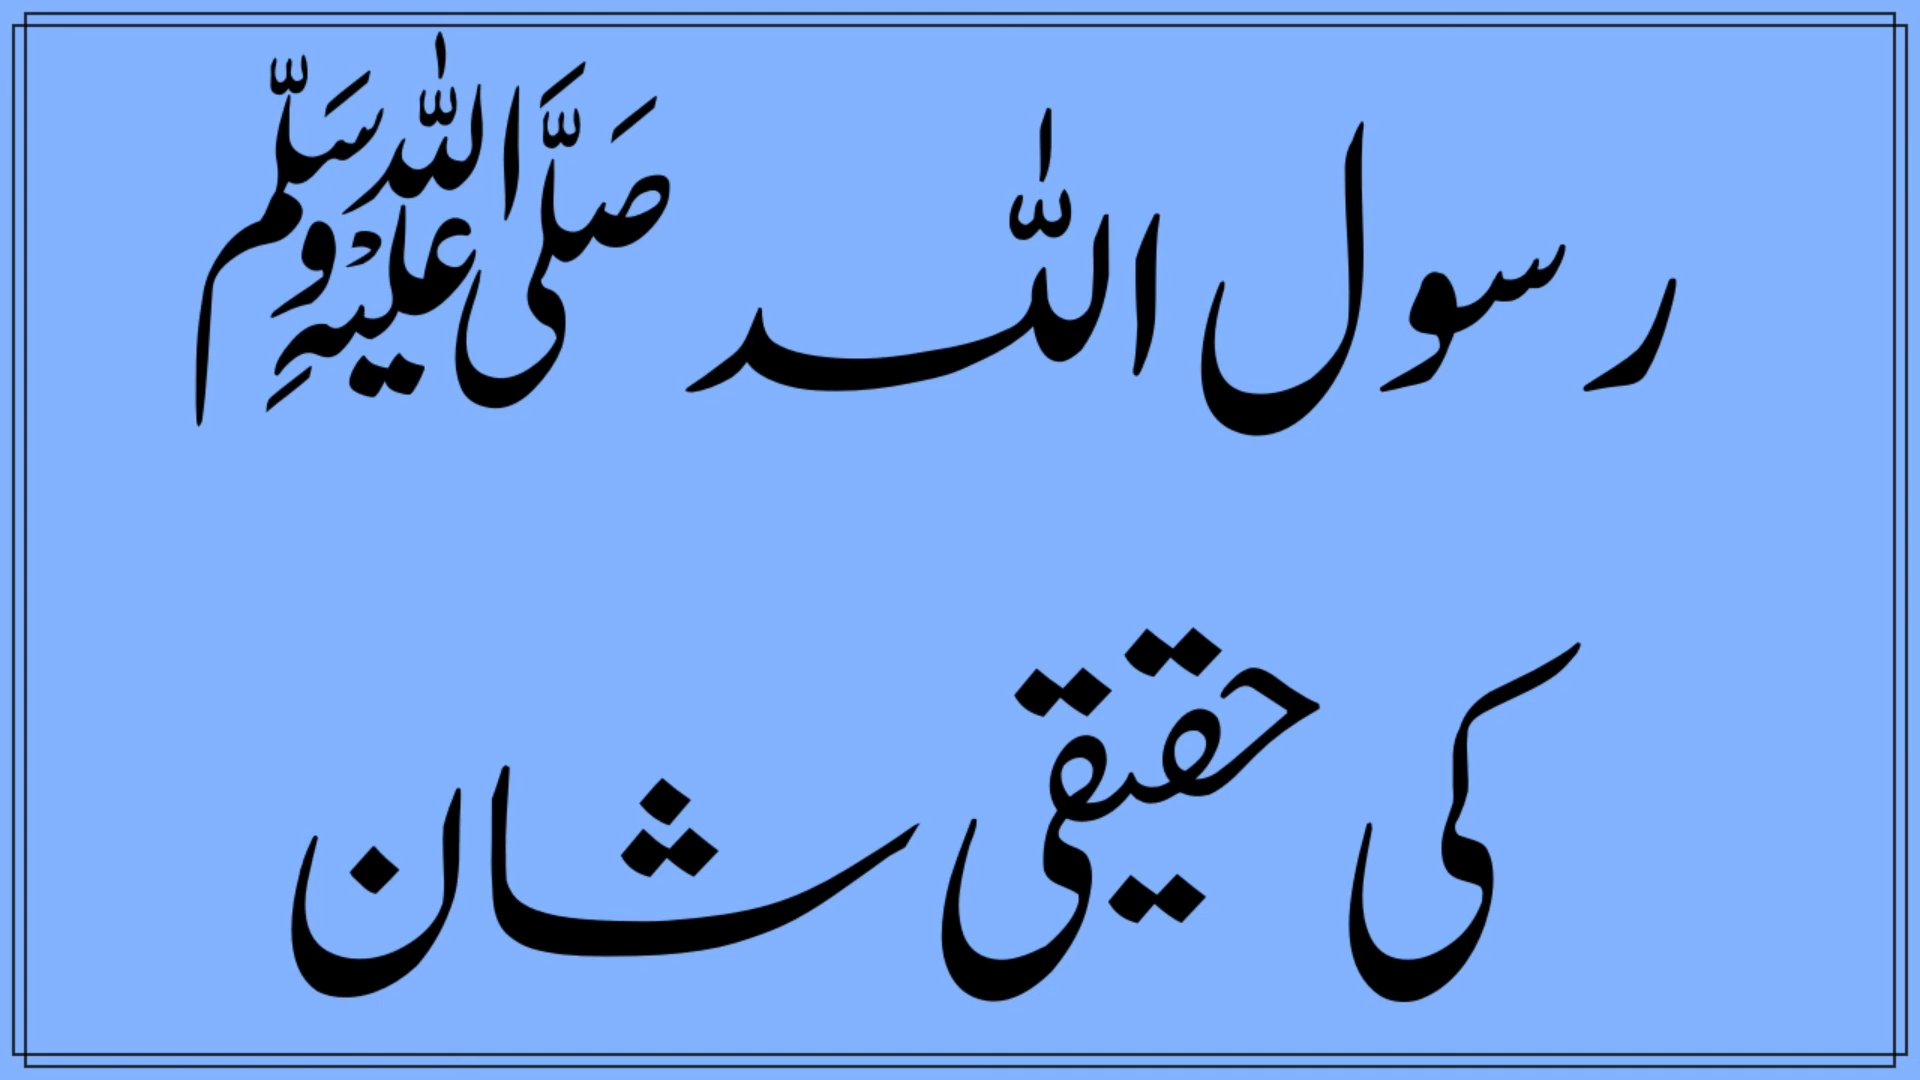 رسول اللہ صَلَّی اللّٰہُ عَلَیْہِ وَسَلَّم
کی حقیقی شان